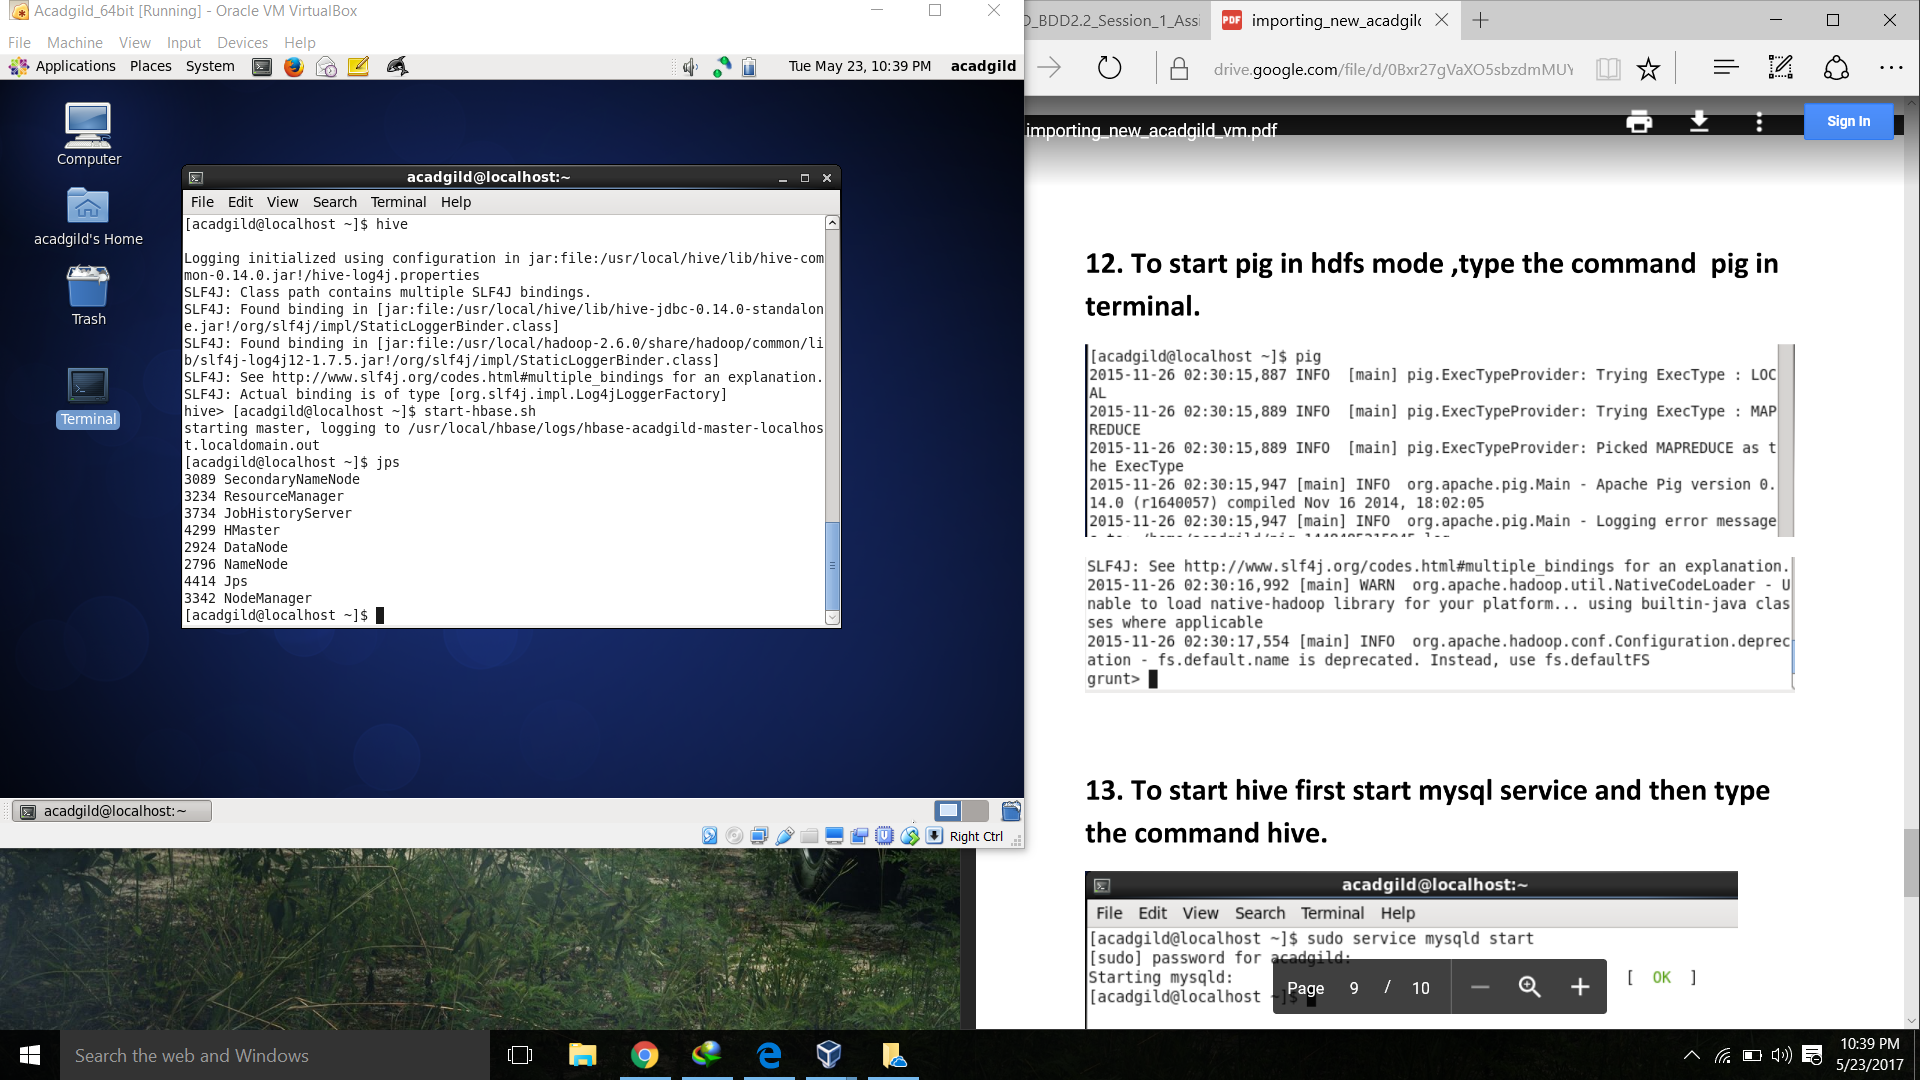 Acadgild_64bit [Running] - Oracle VM VirtualBox
File Machine View Input Devices Help
Applications Places System
Tue May 23, 10:39 PM acadgild
Computer
acadgild's Home
Trash
Terminal
acadgild@localhost:~
File Edit View Search Terminal Help
[acadgild@localhost ~]$ hive
Logging initialized using configuration in jar:file:/usr/local/hive/lib/hive-com
mon-0.14.0.jar!/hive-log4j.properties
SLF4J: Class path contains multiple SLF4J bindings.
SLF4J: Found binding in [jar:file:/usr/local/hive/lib/hive-jdbc-0.14.0-standalon
e.jar!/org/slf4j/impl/StaticLoggerBinder.class]
SLF4J: Found binding in [jar:file:/usr/local/hadoop-2.6.0/share/hadoop/common/li
b/slf4j-log4j12-1.7.5.jar!/org/slf4j/impl/StaticLoggerBinder.class]
SLF4J: See http://www.slf4j.org/codes.html#multiple_bindings for an explanation.
SLF4J: Actual binding is of type [org.slf4j.impl.Log4jLoggerFactory]
hive> [acadgild@localhost ~]$ start-hbase.sh
starting master, logging to /usr/local/hbase/logs/hbase-acadgild-master-localhos
t.localdomain.out
[acadgild@localhost ~]$ jps
3089 SecondaryNameNode
3234 ResourceManager
3734 JobHistoryServer
4299 HMaster
2924 DataNode
2796 NameNode
4414 Jps
3342 NodeManager
[acadgild@localhost ~]$
acadgild@localhost:~
Right Ctrl
D_BDD2.2_Session_1_Assi
PDF importing_new_acadgild
drive.google.com/file/d/0Bxr27gVaXO5sbzdmMUY
importing_new_acadgild_vm.pdf
Sign In
12. To start pig in hdfs mode ,type the command pig in
terminal.
[acadgild@localhost ~]$ pig
2015-11-26 02:30:15,887 INFO [main] pig.ExecTypeProvider: Trying ExecType : LOC
AL
2015-11-26 02:30:15,889 INFO [main] pig.ExecTypeProvider: Trying ExecType : MAP
REDUCE
2015-11-26 02:30:15,889 INFO [main] pig.ExecTypeProvider: Picked MAPREDUCE as t
he ExecType
2015-11-26 02:30:15,947 [main] INFO org.apache.pig.Main - Apache Pig version 0.
14.0 (r1640057) compiled Nov 16 2014, 18:02:05
2015-11-26 02:30:15,947 [main] INFO org.apache.pig.Main - Logging error message
SLF4J: See http://www.slf4j.org/codes.html#multiple_bindings for an explanation.
2015-11-26 02:30:16,992 [main] WARN org.apache.hadoop.util.NativeCodeLoader - U
nable to load native-hadoop library for your platform... using builtin-java clas
ses where applicable
2015-11-26 02:30:17,554 [main] INFO org.apache.hadoop.conf.Configuration.deprec
ation - fs.default.name is deprecated. Instead, use fs.defaultFS
grunt>
13. To start hive first start mysql service and then type
the command hive.
acadgild@localhost:~
File Edit View Search Terminal Help
[acadgild@localhost ~]$ sudo service mysqld start
[sudo] password for acadgild:
Starting mysqld: [ OK ]
[acadgild@localhost ~]$
Page 9 / 10
Search the web and Windows
10:39 PM
5/23/2017